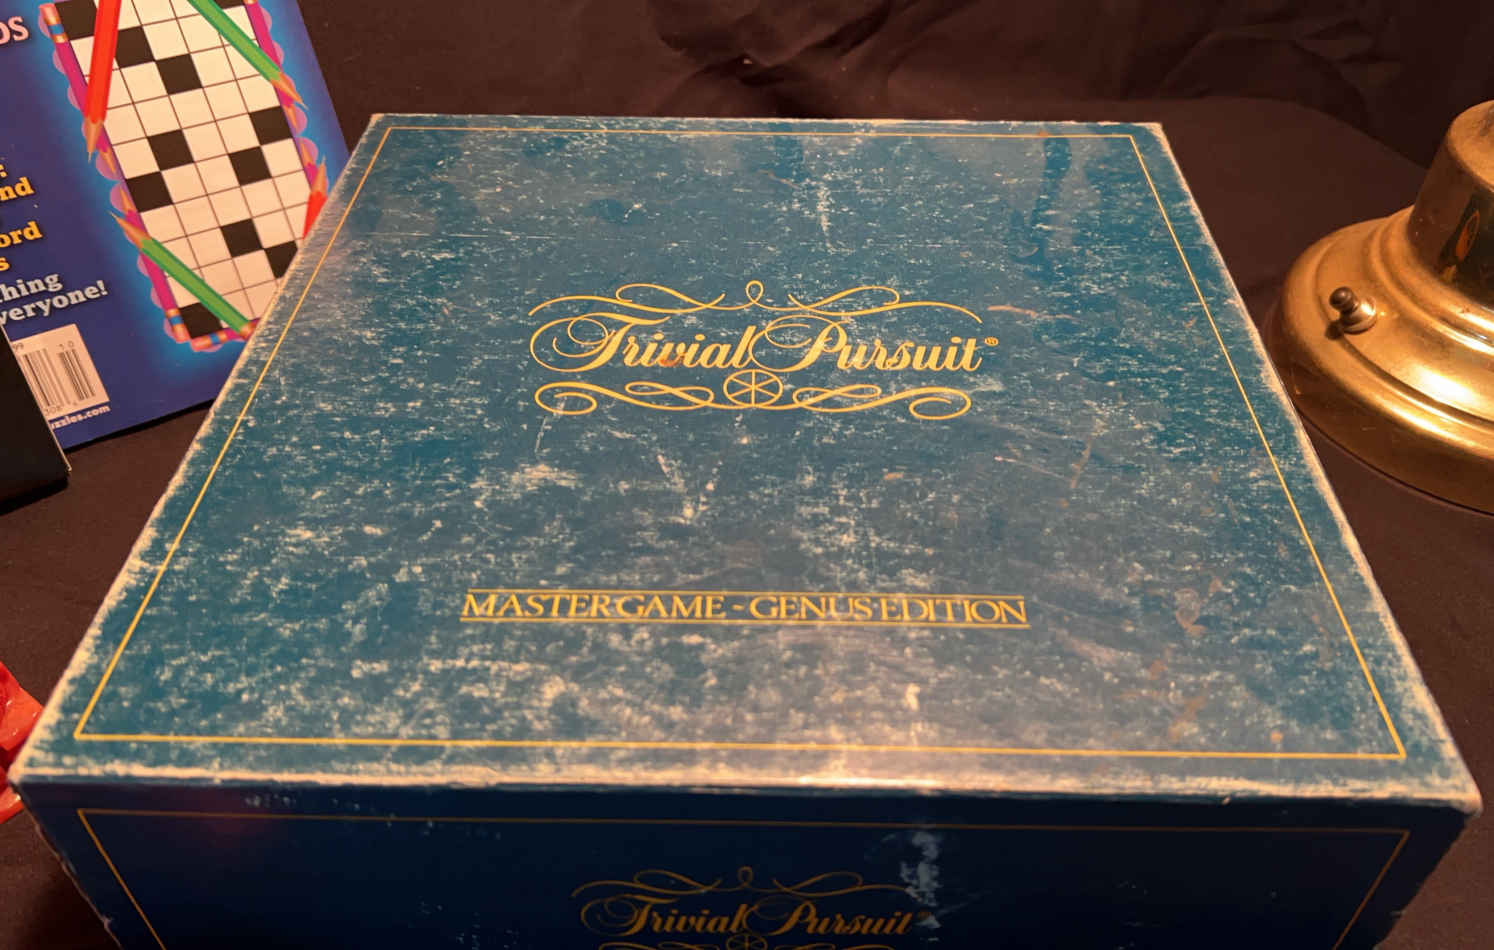 Trivial Pursuit®
MASTER GAME - GENUS EDITION
Trivial Pursuit